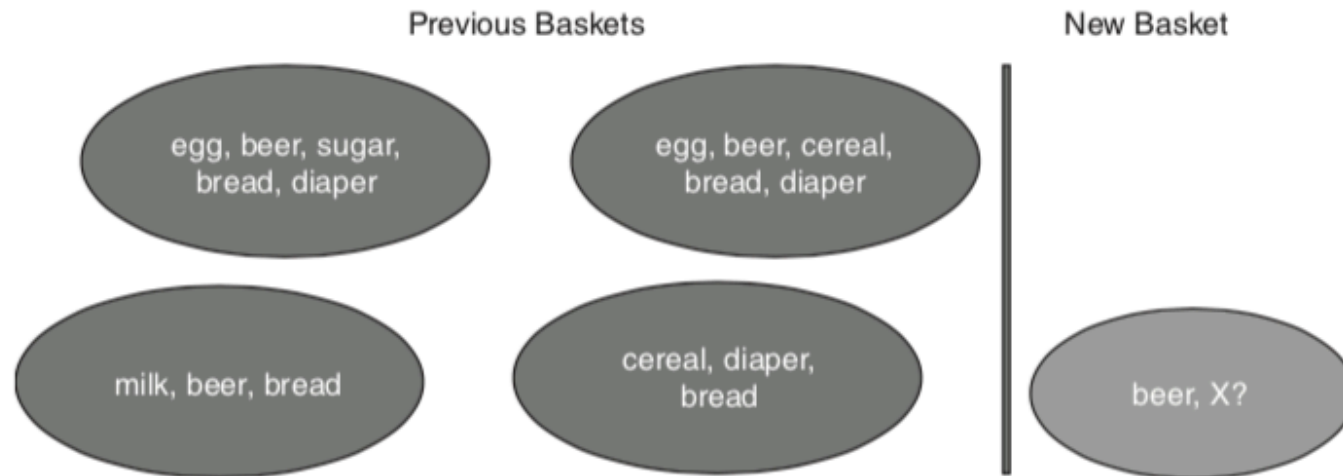 Previous Baskets
New Basket
egg, beer, sugar,
bread, diaper
egg, beer, cereal,
bread, diaper
milk, beer, bread
cereal, diaper,
bread
beer, X?